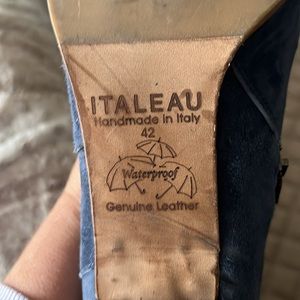 ITALEAU
Handmade in Italy
42
Waterproof
Genuine Leather